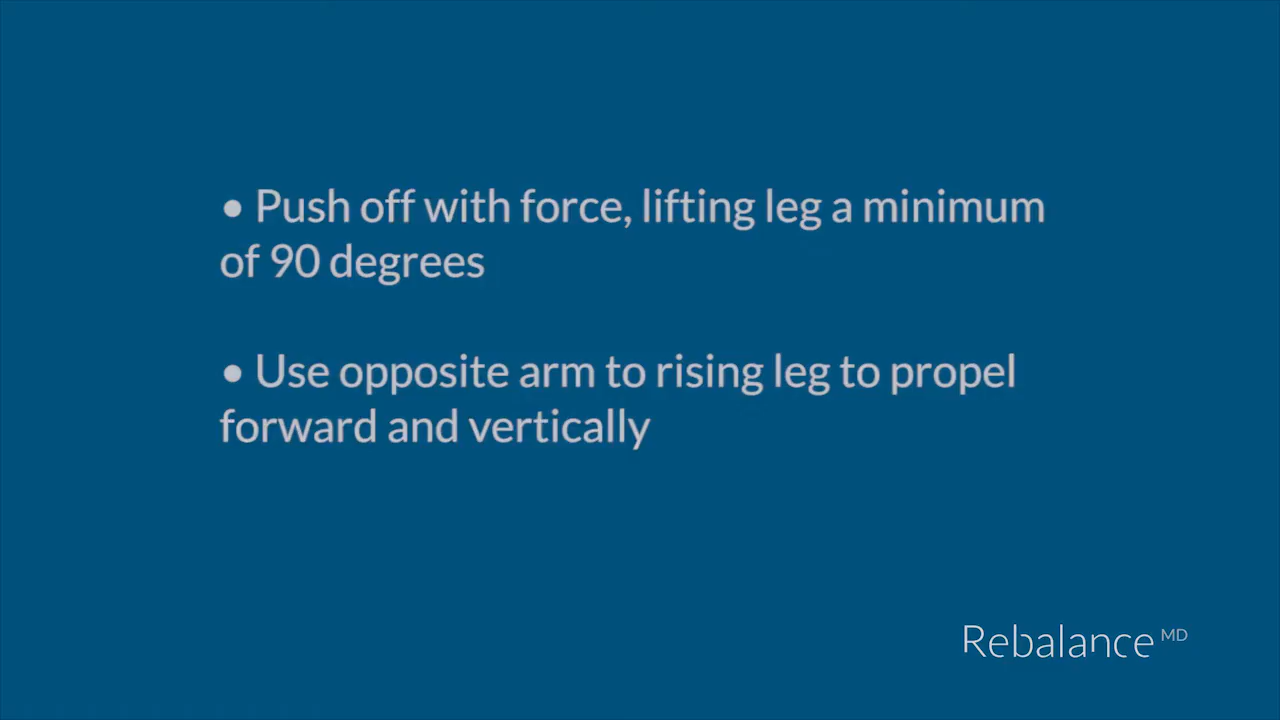 • Push off with force, lifting leg a minimum
of 90 degrees
• Use opposite arm to rising leg to propel
forward and vertically
Rebalance MD